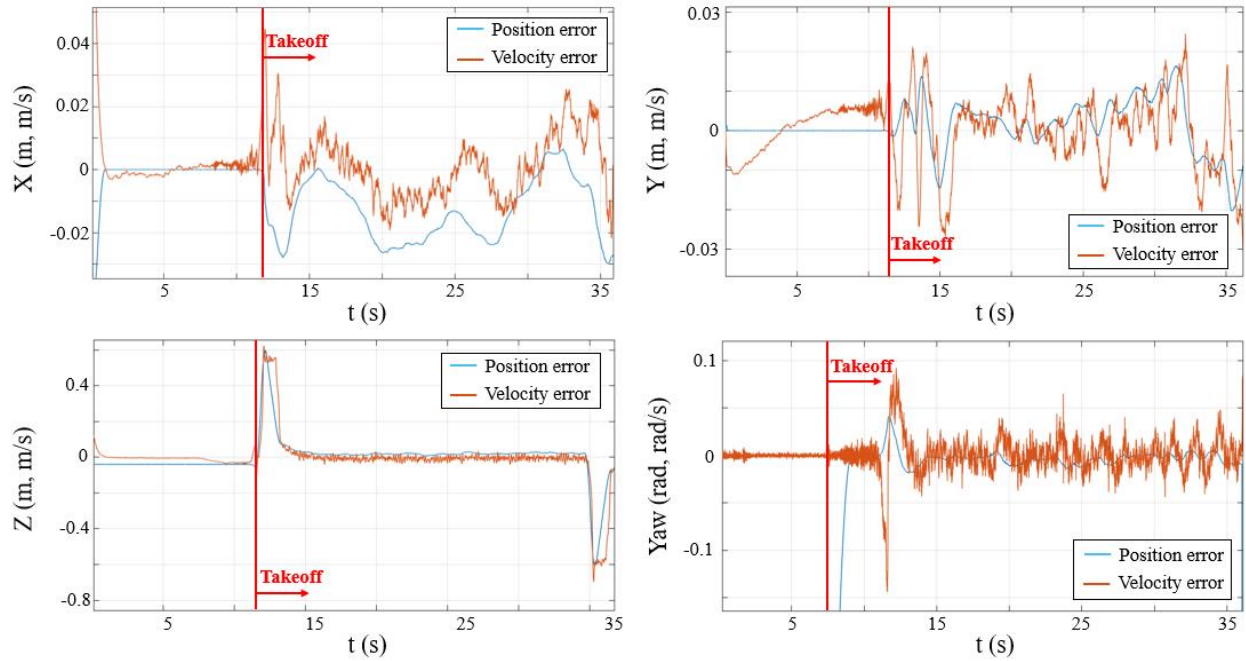 X (m, m/s)
0.04
0.02
0
-0.02
Takeoff
Position error
Velocity error
5
15
25
35
t (s)
Y (m, m/s)
0.03
0
-0.03
Takeoff
Position error
Velocity error
5
15
25
35
t (s)
Z (m, m/s)
0.4
0
-0.4
-0.8
Takeoff
Position error
Velocity error
5
15
25
35
t (s)
Yaw (rad, rad/s)
0.1
0
-0.1
Takeoff
Position error
Velocity error
5
15
25
35
t (s)